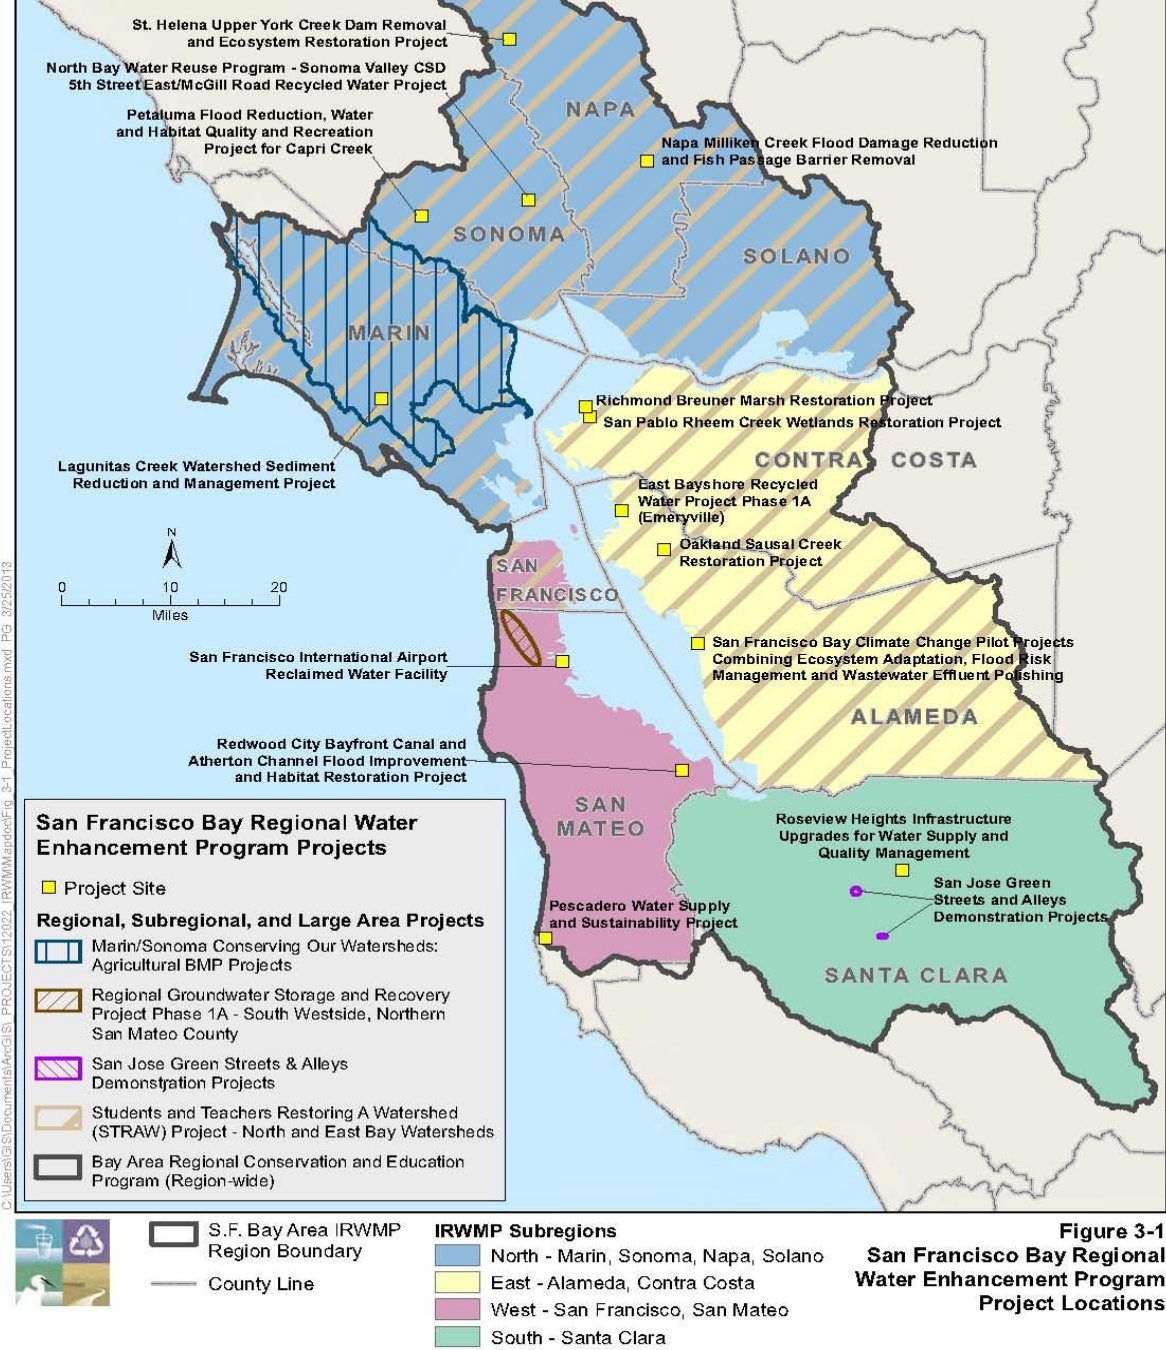 St. Helena Upper York Creek Dam Removal
and Ecosystem Restoration Project
North Bay Water Reuse Program - Sonoma Valley CSD
5th Street East/McGill Road Recycled Water Project
Petaluma Flood Reduction, Water
and Habitat Quality and Recreation
Project for Capri Creek
NAPA
Napa Milliken Creek Flood Damage Reduction
and Fish Passage Barrier Removal
SONOMA
SOLANO
MARIN
Richmond Breuner Marsh Restoration Project
San Pablo Rheem Creek Wetlands Restoration Project
CONTRA COSTA
Lagunitas Creek Watershed Sediment
Reduction and Management Project
East Bayshore Recycled
Water Project Phase 1A
(Emeryville)
Oakland Sausal Creek
Restoration Project
N
0 10 20
Miles
SAN
FRANCISCO
San Francisco International Airport
Reclaimed Water Facility
San Francisco Bay Climate Change Pilot Projects
Combining Ecosystem Adaptation, Flood Risk
Management and Wastewater Effluent Polishing
ALAMEDA
Redwood City Bayfront Canal and
Atherton Channel Flood Improvement
and Habitat Restoration Project
SAN
MATEO
Roseview Heights Infrastructure
Upgrades for Water Supply and
Quality Management
San Jose Green
Streets and Alleys
Demonstration Projects
Pescadero Water Supply
and Sustainability Project
SANTA CLARA
San Francisco Bay Regional Water
Enhancement Program Projects
Project Site
Regional, Subregional, and Large Area Projects
Marin/Sonoma Conserving Our Watersheds:
Agricultural BMP Projects
Regional Groundwater Storage and Recovery
Project Phase 1A - South Westside, Northern
San Mateo County
San Jose Green Streets & Alleys
Demonstration Projects
Students and Teachers Restoring A Watershed
(STRAW) Project - North and East Bay Watersheds
Bay Area Regional Conservation and Education
Program (Region-wide)
C:\Users\GIS\Documents\ArcGIS\_PROJECTS\12022_IRWM\Mapdoc\Fig_3-1_ProjectLocations.mxd PG 3/25/2013
S.F. Bay Area IRWMP
Region Boundary
County Line
IRWMP Subregions
North - Marin, Sonoma, Napa, Solano
East - Alameda, Contra Costa
West - San Francisco, San Mateo
South - Santa Clara
Figure 3-1
San Francisco Bay Regional
Water Enhancement Program
Project Locations